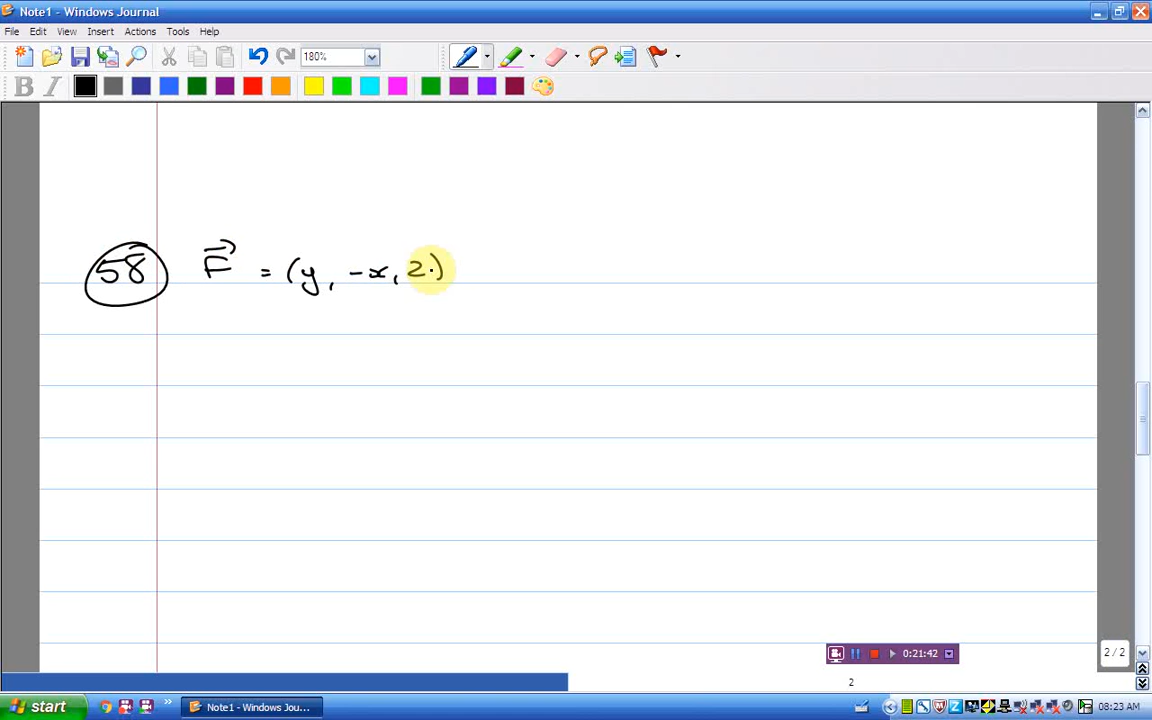 Note1 - Windows Journal
File Edit View Insert Actions Tools Help
180%
B I
58 F⃗ = (y, -x, 2.)
2 / 2
0:21:42
2
start » Note1 - Windows Jou... 08:23 AM